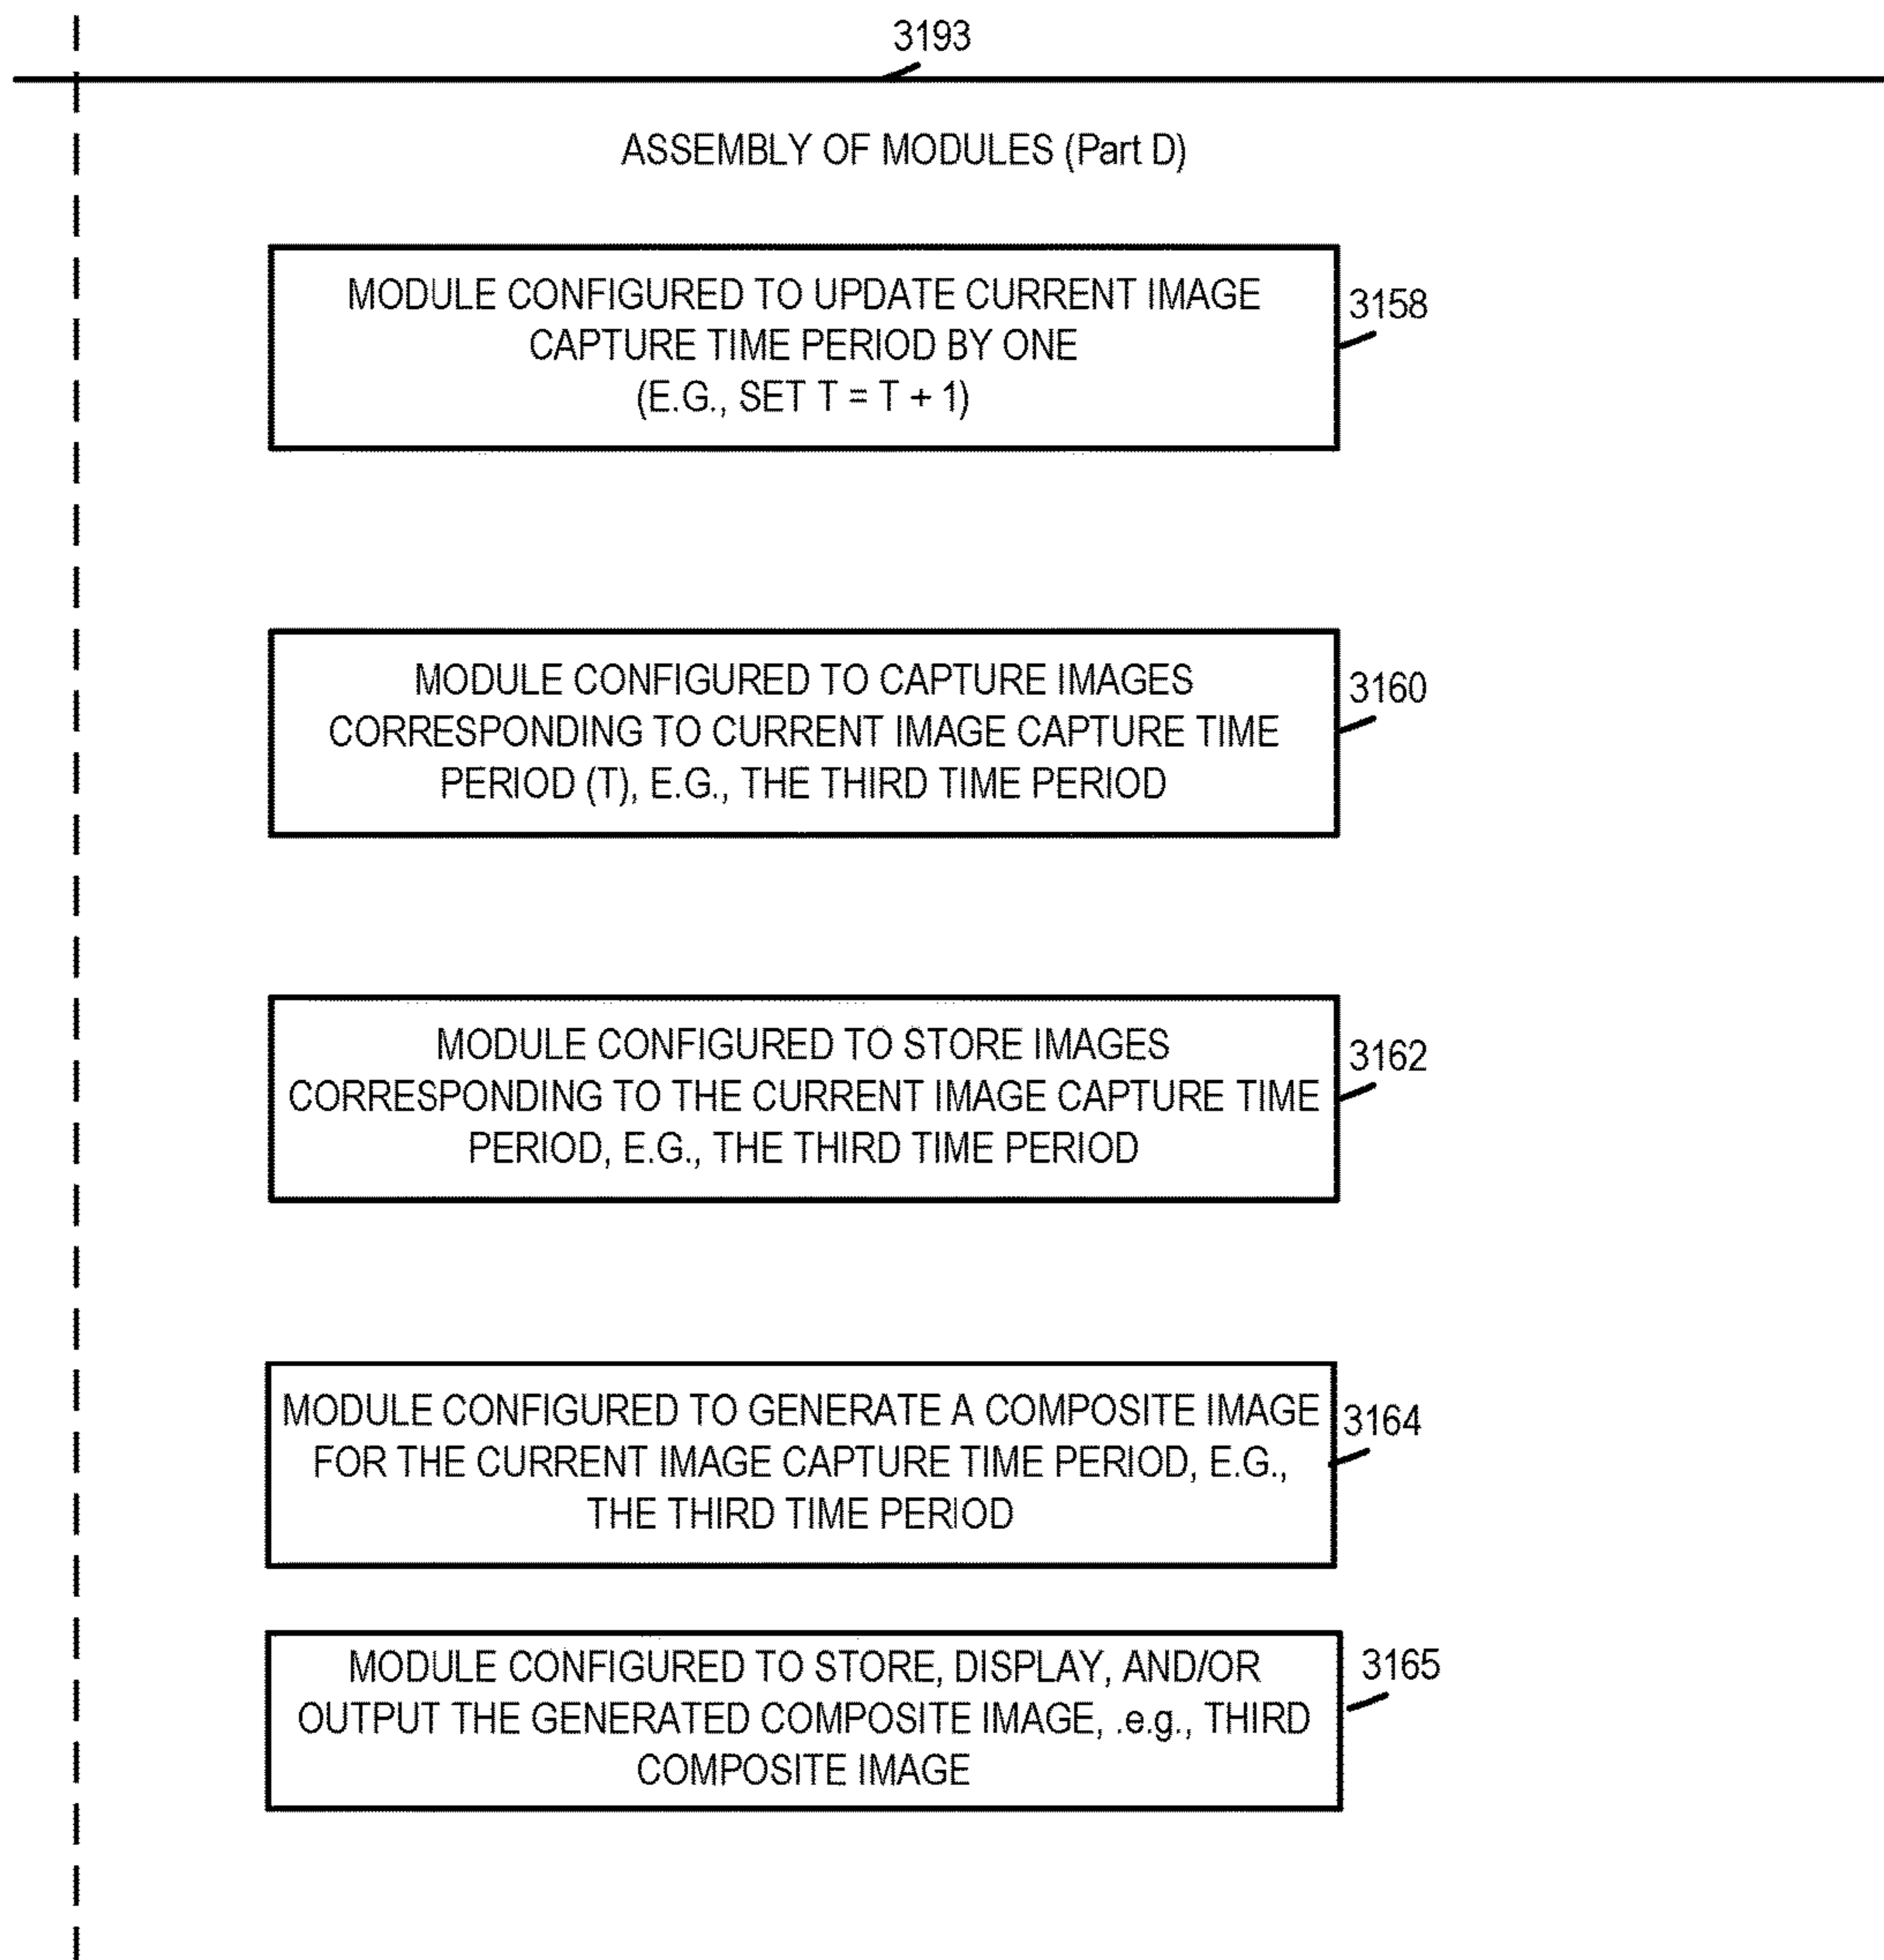 3193
ASSEMBLY OF MODULES (Part D)
MODULE CONFIGURED TO UPDATE CURRENT IMAGE
CAPTURE TIME PERIOD BY ONE
(E.G., SET T = T + 1)
3158
MODULE CONFIGURED TO CAPTURE IMAGES
CORRESPONDING TO CURRENT IMAGE CAPTURE TIME
PERIOD (T), E.G., THE THIRD TIME PERIOD
3160
MODULE CONFIGURED TO STORE IMAGES
CORRESPONDING TO THE CURRENT IMAGE CAPTURE TIME
PERIOD, E.G., THE THIRD TIME PERIOD
3162
MODULE CONFIGURED TO GENERATE A COMPOSITE IMAGE
FOR THE CURRENT IMAGE CAPTURE TIME PERIOD, E.G.,
THE THIRD TIME PERIOD
3164
MODULE CONFIGURED TO STORE, DISPLAY, AND/OR
OUTPUT THE GENERATED COMPOSITE IMAGE, .e.g., THIRD
COMPOSITE IMAGE
3165